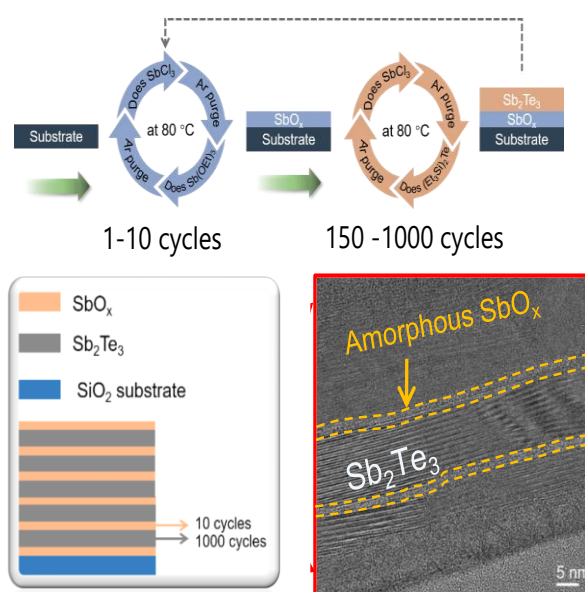 Substrate
Does SbCl₃
Ar purge
Does Sb(OEt)₃
Ar purge
at 80 °C
SbOₓ
Substrate
Does SbCl₃
Ar purge
Does (Et₃Si)₂Te
Ar purge
at 80 °C
Sb₂Te₃
SbOₓ
Substrate
1-10 cycles
150 -1000 cycles
SbOₓ
Sb₂Te₃
SiO₂ substrate
10 cycles
1000 cycles
Amorphous SbOₓ
Sb₂Te₃
5 nm